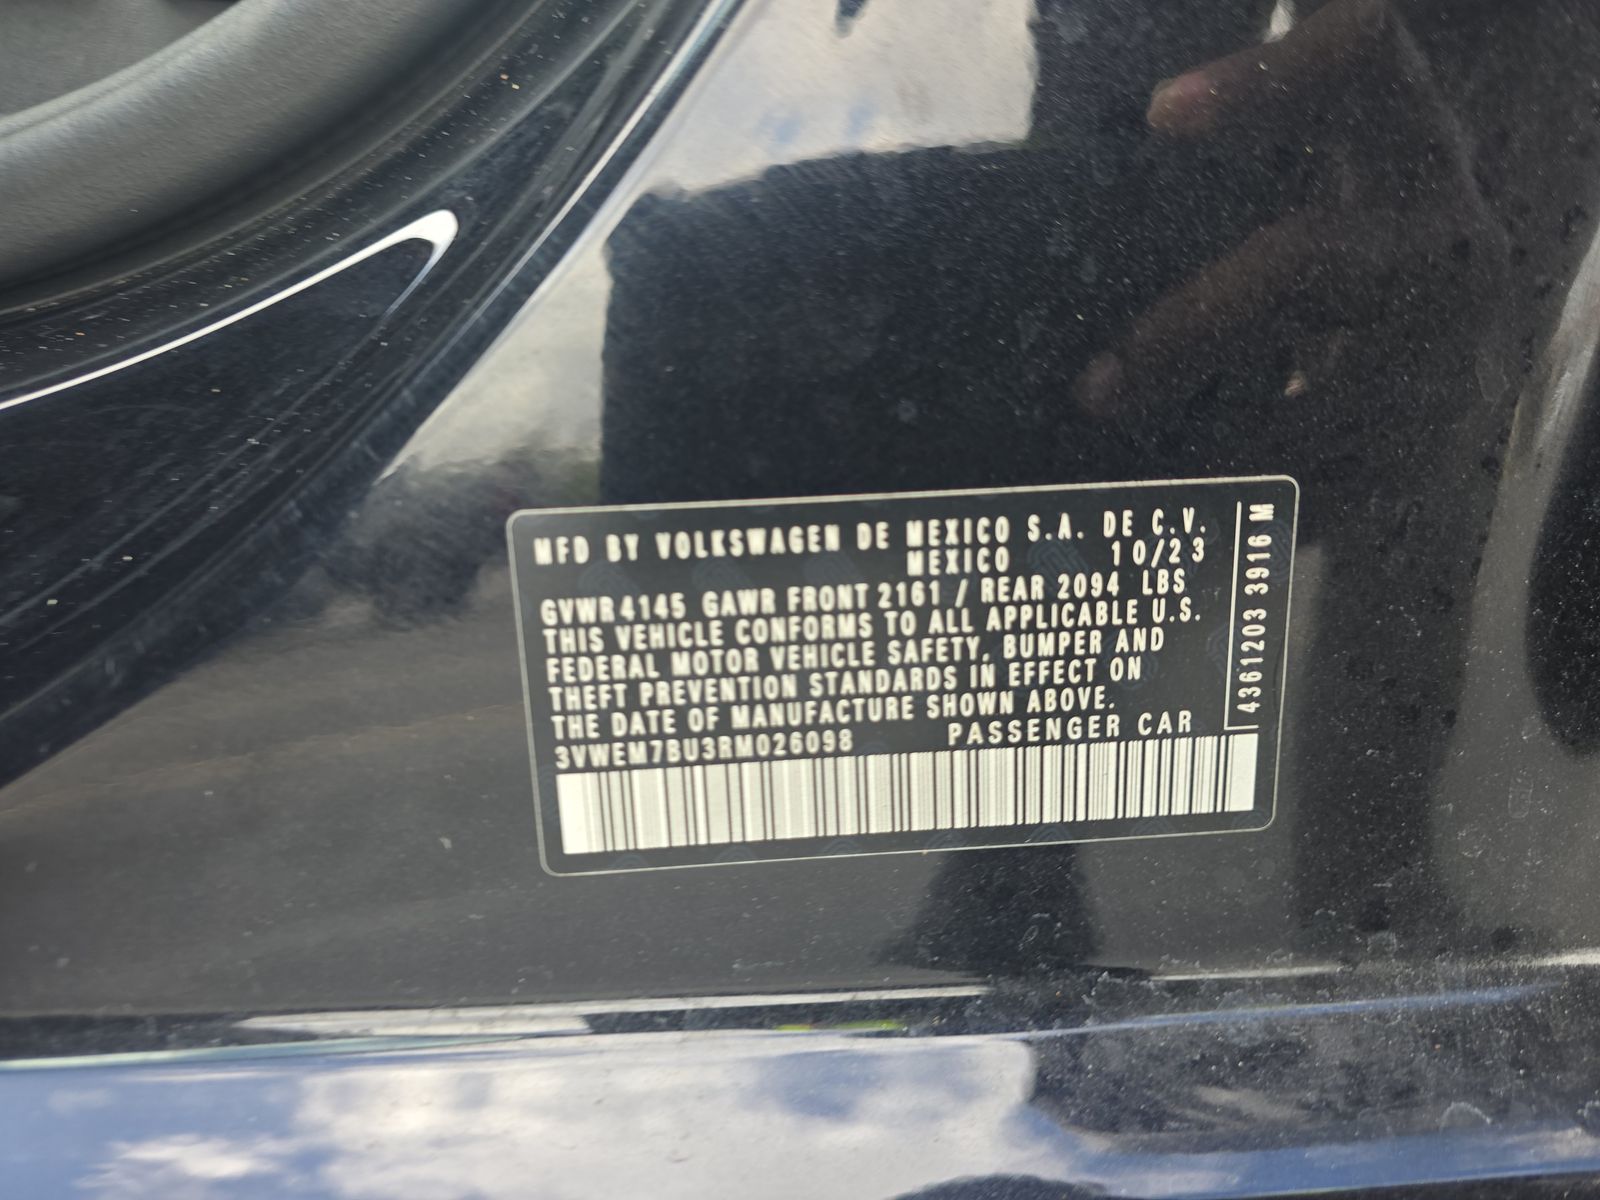 MFD BY VOLKSWAGEN DE MEXICO S.A. DE C.V.
MEXICO 10/23
GVWR 4145 GAWR FRONT 2161 / REAR 2094 LBS
THIS VEHICLE CONFORMS TO ALL APPLICABLE U.S.
FEDERAL MOTOR VEHICLE SAFETY, BUMPER AND
THEFT PREVENTION STANDARDS IN EFFECT ON
THE DATE OF MANUFACTURE SHOWN ABOVE.
3VWEM7BU3RM026098 PASSENGER CAR
4361203 3916 M